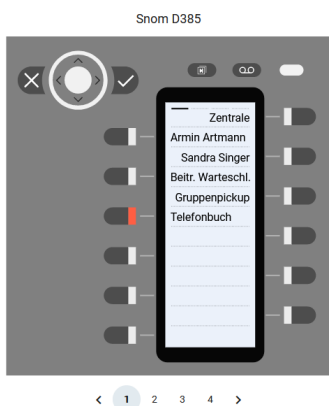 Snom D385
Zentrale
Armin Artmann
Sandra Singer
Beitr. Warteschl.
Gruppenpickup
Telefonbuch
1 2 3 4